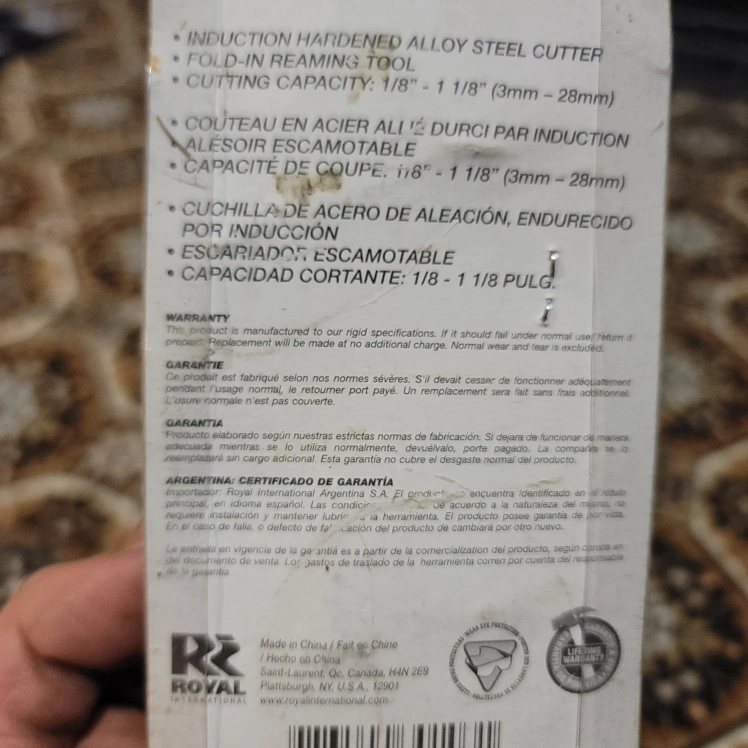 • INDUCTION HARDENED ALLOY STEEL CUTTER
• FOLD-IN REAMING TOOL
• CUTTING CAPACITY: 1/8" - 1 1/8" (3mm – 28mm)
• COUTEAU EN ACIER DURCI PAR INDUCTION
• ALÉSOIR ESCAMOTABLE
• CAPACITÉ DE COUPE. - 1 1/8" (3mm – 28mm)
• CUCHILLA DE ACERO DE ALEACIÓN, ENDURECIDO
POR INDUCCIÓN
• ESCARIADOR ESCAMOTABLE
• CAPACIDAD CORTANTE: 1/8 - 1 1/8 PULG.
WARRANTY
This product is manufactured to our rigid specifications. If it should fail under normal use, return it
prepaid. Replacement will be made at no additional charge. Normal wear and tear is excluded.
GARANTIE
Ce produit est fabriqué selon nos normes sévères. S'il devait cesser de fonctionner adéquatement
pendant l'usage normal, le retourner port payé. Un remplacement sera fait sans frais additionnel.
L'usure normale n'est pas couverte.
GARANTIA
Producto elaborado según nuestras estrictas normas de fabricación. Si dejara de funcionar de manera
adecuada mientras se lo utiliza normalmente, devuélvalo, porte pagado. La compañía se lo
reemplazará sin cargo adicional. Esta garantía no cubre el desgaste normal del producto.
ARGENTINA: CERTIFICADO DE GARANTÍA
Importador: Royal International Argentina S.A. El encuentra identificado en el rótulo
principal, en idioma español. Las de acuerdo a la naturaleza del mismo, no
requiere instalación y mantener la herramienta. El producto posee garantía de por vida.
En el caso de falla, o defecto de del producto de cambiará por otro nuevo.
La entrada en vigencia de la es a partir de la comercialization del producto, según consta en
del documento de venta. Los gastos de traslado de la herramienta corren por cuenta del responsable
de la garantía
ROYAL
INTERNATIONAL
Made in China / Fait en Chine
/ Hecho en China
Saint-Laurent, Qc, Canada, H4N 2E9
Plattsburgh, NY, U.S.A., 12901
www.royalinternational.com
WEAR EYE PROTECTION
LIFETIME
WARRANTY